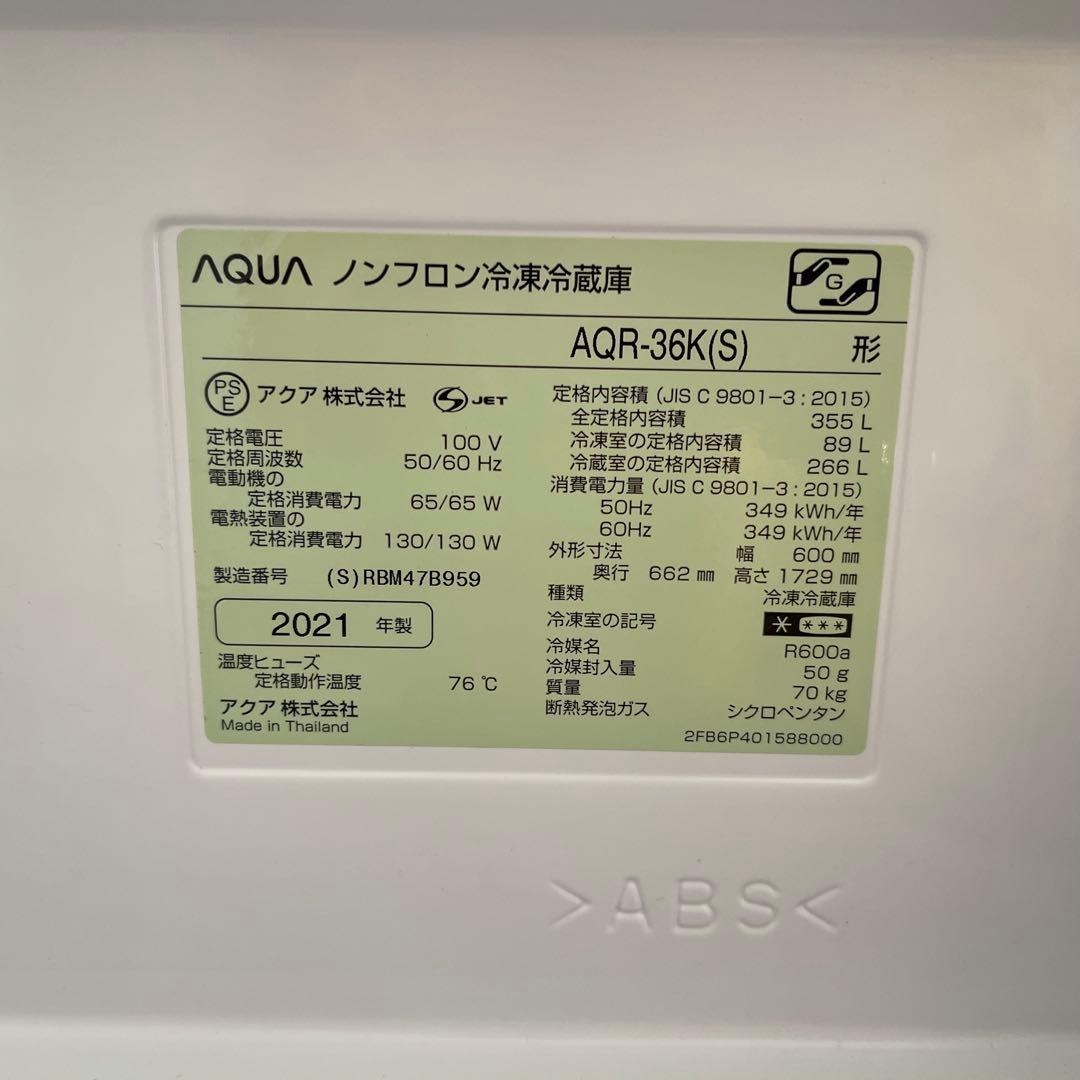 AQUA ノンフロン冷凍冷蔵庫
G
AQR-36K(S) 形
PSE アクア 株式会社 S JET
定格電圧 100 V
定格周波数 50/60 Hz
電動機の
定格消費電力 65/65 W
電熱装置の
定格消費電力 130/130 W
製造番号 (S)RBM47B959
2021 年製
温度ヒューズ
定格動作温度 76 ℃
アクア 株式会社
Made in Thailand
定格内容積 (JIS C 9801-3 : 2015)
全定格内容積 355 L
冷凍室の定格内容積 89 L
冷蔵室の定格内容積 266 L
消費電力量 (JIS C 9801-3 : 2015)
50Hz 349 kWh/年
60Hz 349 kWh/年
外形寸法 幅 600 ㎜
奥行 662 ㎜ 高さ 1729 ㎜
種類 冷凍冷蔵庫
冷凍室の記号 * ***
冷媒名 R600a
冷媒封入量 50 g
質量 70 kg
断熱発泡ガス シクロペンタン
2FB6P401588000
>ABS<